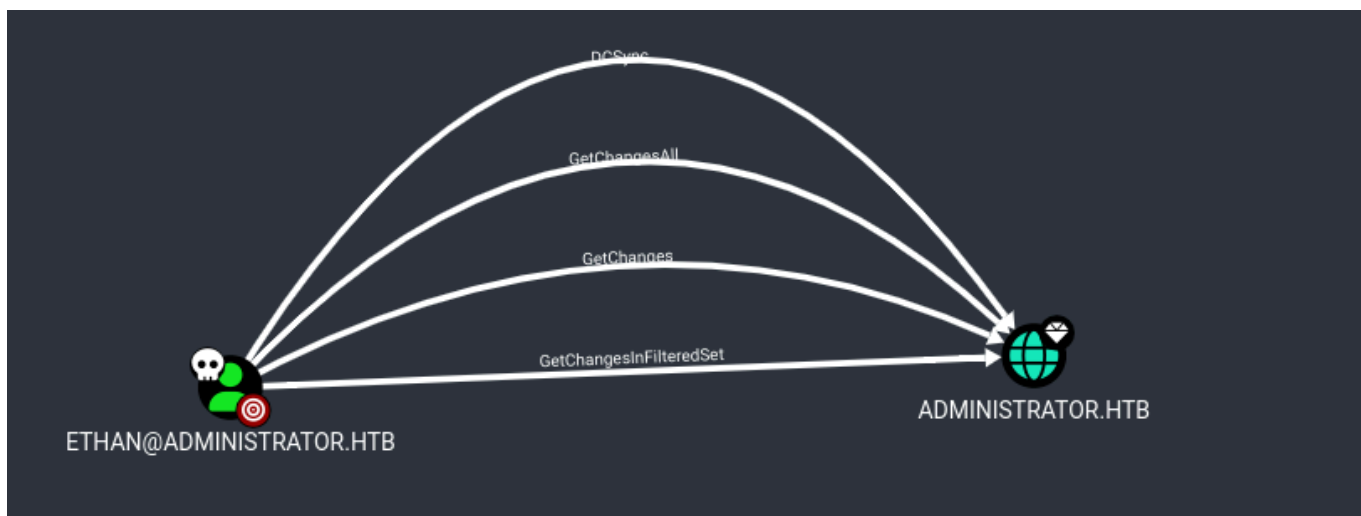 DCSync
GetChangesAll
GetChanges
GetChangesInFilteredSet
ETHAN@ADMINISTRATOR.HTB
ADMINISTRATOR.HTB